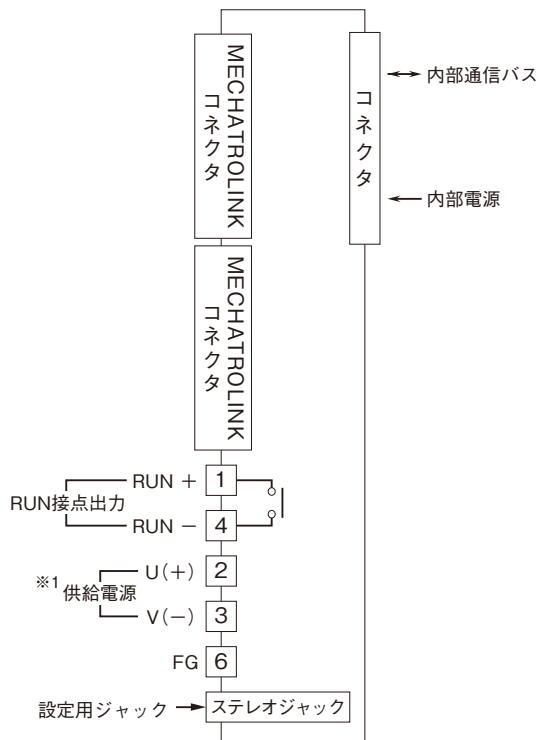 MECHATROLINK
コネクタ
コネクタ
内部通信バス
内部電源
MECHATROLINK
コネクタ
RUN + 1
RUN接点出力
RUN − 4
U(+) 2
※1 供給電源
V(−) 3
FG 6
設定用ジャック ステレオジャック